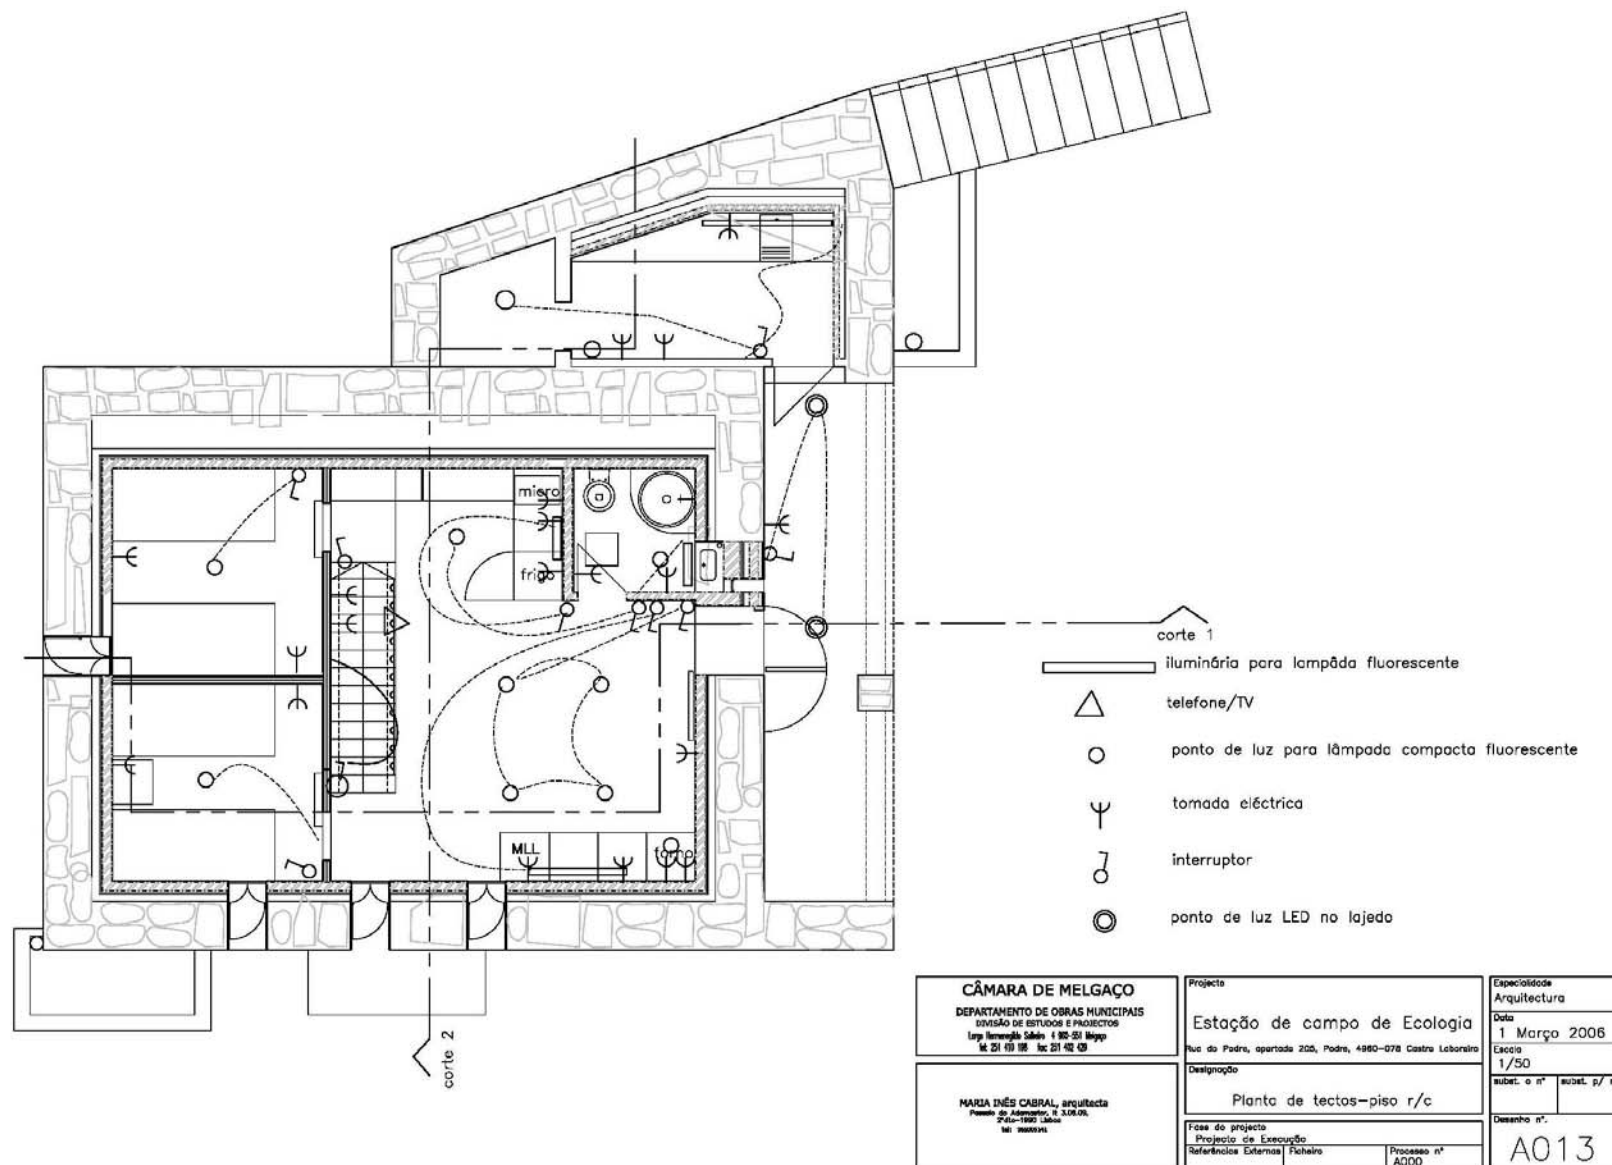 micro
frigo
MLL
forno
corte 1
corte 2
iluminária para lampâda fluorescente
telefone/TV
ponto de luz para lâmpada compacta fluorescente
tomada eléctrica
interruptor
ponto de luz LED no lajedo
CÂMARA DE MELGAÇO
DEPARTAMENTO DE OBRAS MUNICIPAIS
DIVISÃO DE ESTUDOS E PROJECTOS
MARIA INÊS CABRAL, arquitecta
Projecto
Estação de campo de Ecologia
Rua do Padre, apartado 205, Padre, 4960-078 Castro Laboreiro
Designação
Planta de tectos-piso r/c
Fase do projecto
Projecto de Execução
Referências Externas
Ficheiro
Processo nº
A000
Especialidade
Arquitectura
Data
1 Março 2006
Escala
1/50
subst. o nº
subst. p/
Desenho nº.
A013